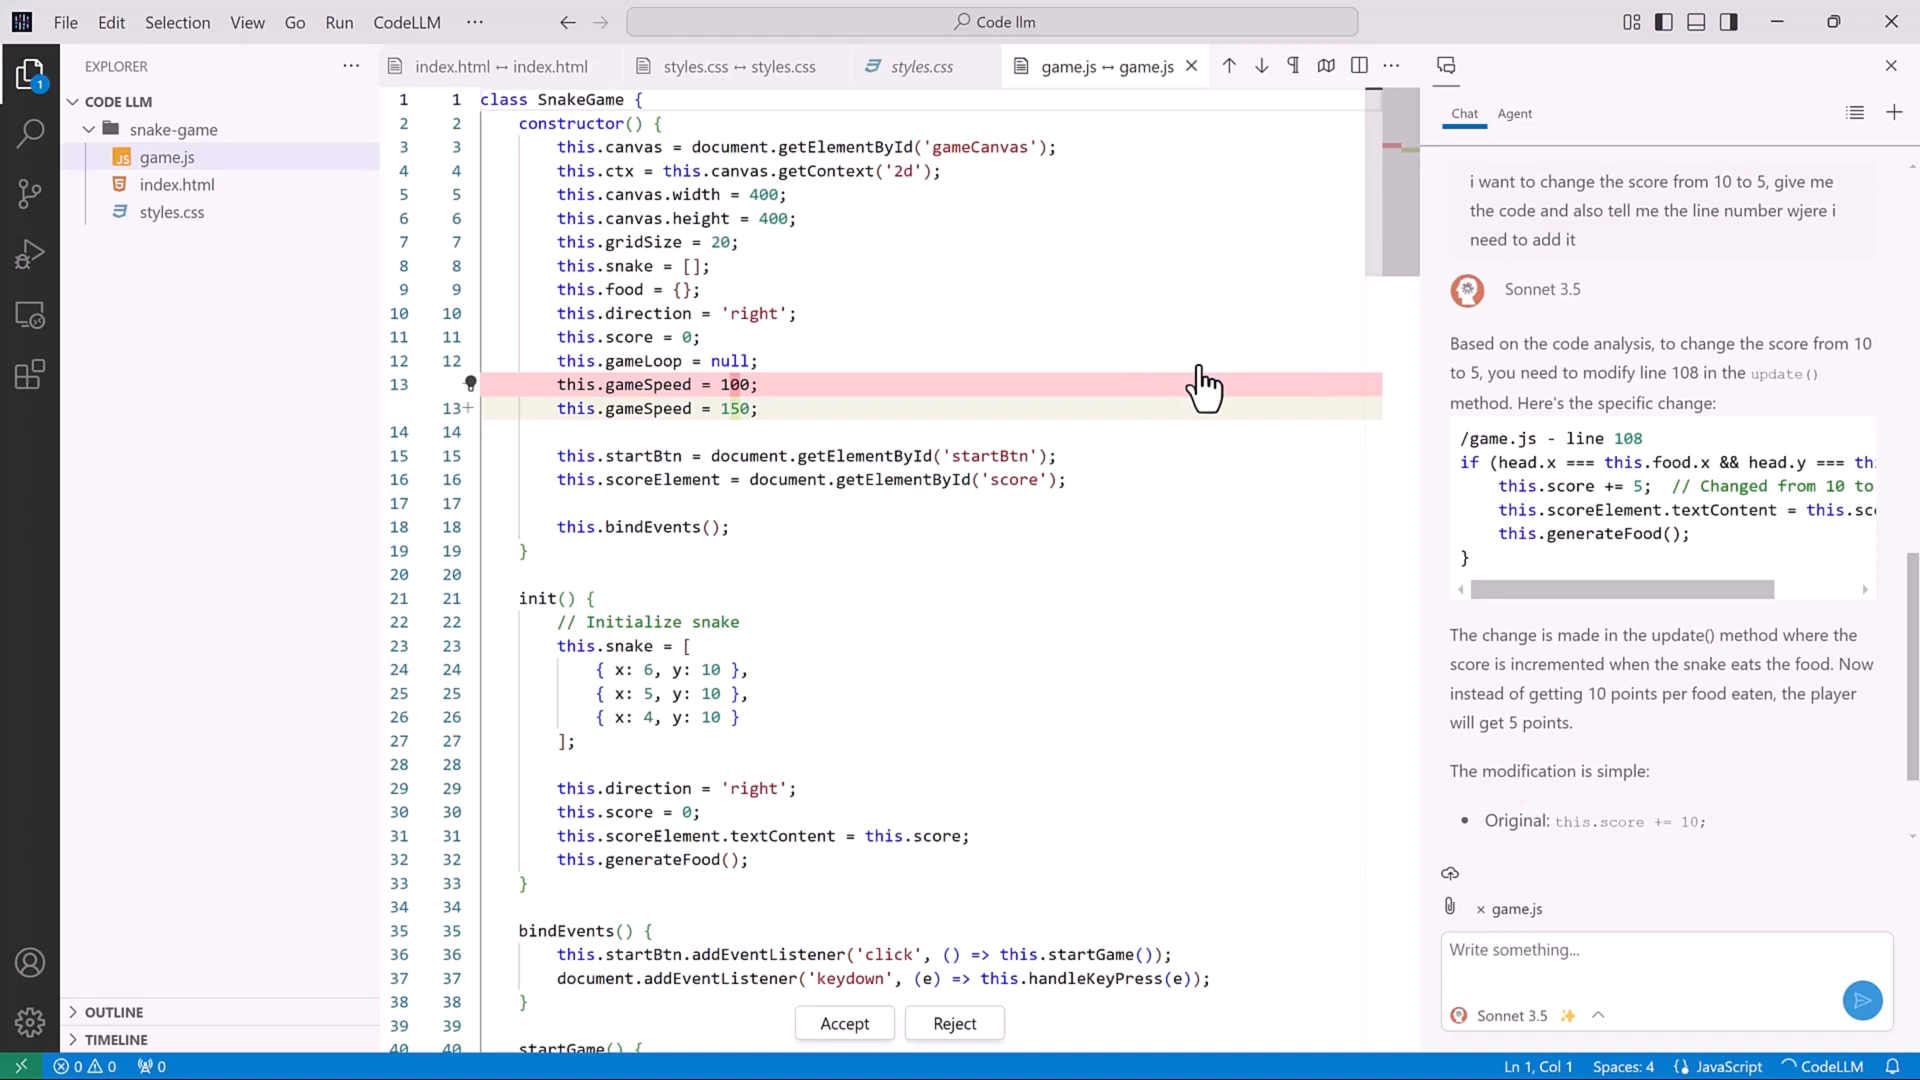 File Edit Selection View Go Run CodeLLM ···
Code llm
EXPLORER ···
CODE LLM
snake-game
JS game.js
index.html
styles.css
OUTLINE
TIMELINE
index.html ↔ index.html
styles.css ↔ styles.css
styles.css
game.js ↔ game.js
1 1 class SnakeGame {
2 2 constructor() {
3 3 this.canvas = document.getElementById('gameCanvas');
4 4 this.ctx = this.canvas.getContext('2d');
5 5 this.canvas.width = 400;
6 6 this.canvas.height = 400;
7 7 this.gridSize = 20;
8 8 this.snake = [];
9 9 this.food = {};
10 10 this.direction = 'right';
11 11 this.score = 0;
12 12 this.gameLoop = null;
13 this.gameSpeed = 100;
13+ this.gameSpeed = 150;
14 14
15 15 this.startBtn = document.getElementById('startBtn');
16 16 this.scoreElement = document.getElementById('score');
17 17
18 18 this.bindEvents();
19 19 }
20 20
21 21 init() {
22 22 // Initialize snake
23 23 this.snake = [
24 24 { x: 6, y: 10 },
25 25 { x: 5, y: 10 },
26 26 { x: 4, y: 10 }
27 27 ];
28 28
29 29 this.direction = 'right';
30 30 this.score = 0;
31 31 this.scoreElement.textContent = this.score;
32 32 this.generateFood();
33 33 }
34 34
35 35 bindEvents() {
36 36 this.startBtn.addEventListener('click', () => this.startGame());
37 37 document.addEventListener('keydown', (e) => this.handleKeyPress(e));
38 38 }
39 39
40 40 startGame() {
Accept Reject
Chat Agent
i want to change the score from 10 to 5, give me
the code and also tell me the line number wjere i
need to add it
Sonnet 3.5
Based on the code analysis, to change the score from 10
to 5, you need to modify line 108 in the update()
method. Here's the specific change:
/game.js - line 108
if (head.x === this.food.x && head.y === thi
this.score += 5; // Changed from 10 to
this.scoreElement.textContent = this.sco
this.generateFood();
}
The change is made in the update() method where the
score is incremented when the snake eats the food. Now
instead of getting 10 points per food eaten, the player
will get 5 points.
The modification is simple:
• Original: this.score += 10;
× game.js
Write something...
Sonnet 3.5
1
0 0 0
Ln 1, Col 1 Spaces: 4 JavaScript CodeLLM